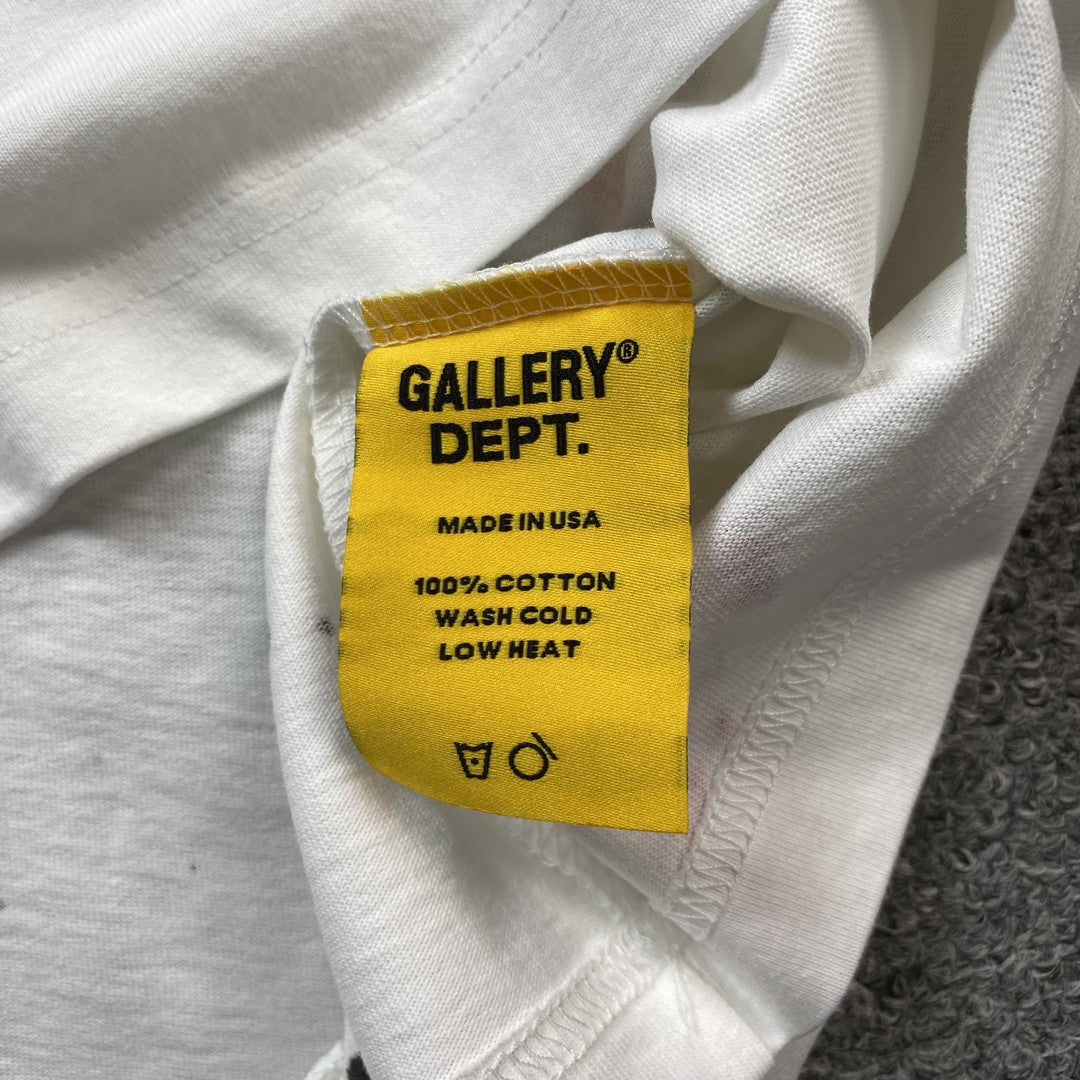 GALLERY®
DEPT.
MADE IN USA
100% COTTON
WASH COLD
LOW HEAT